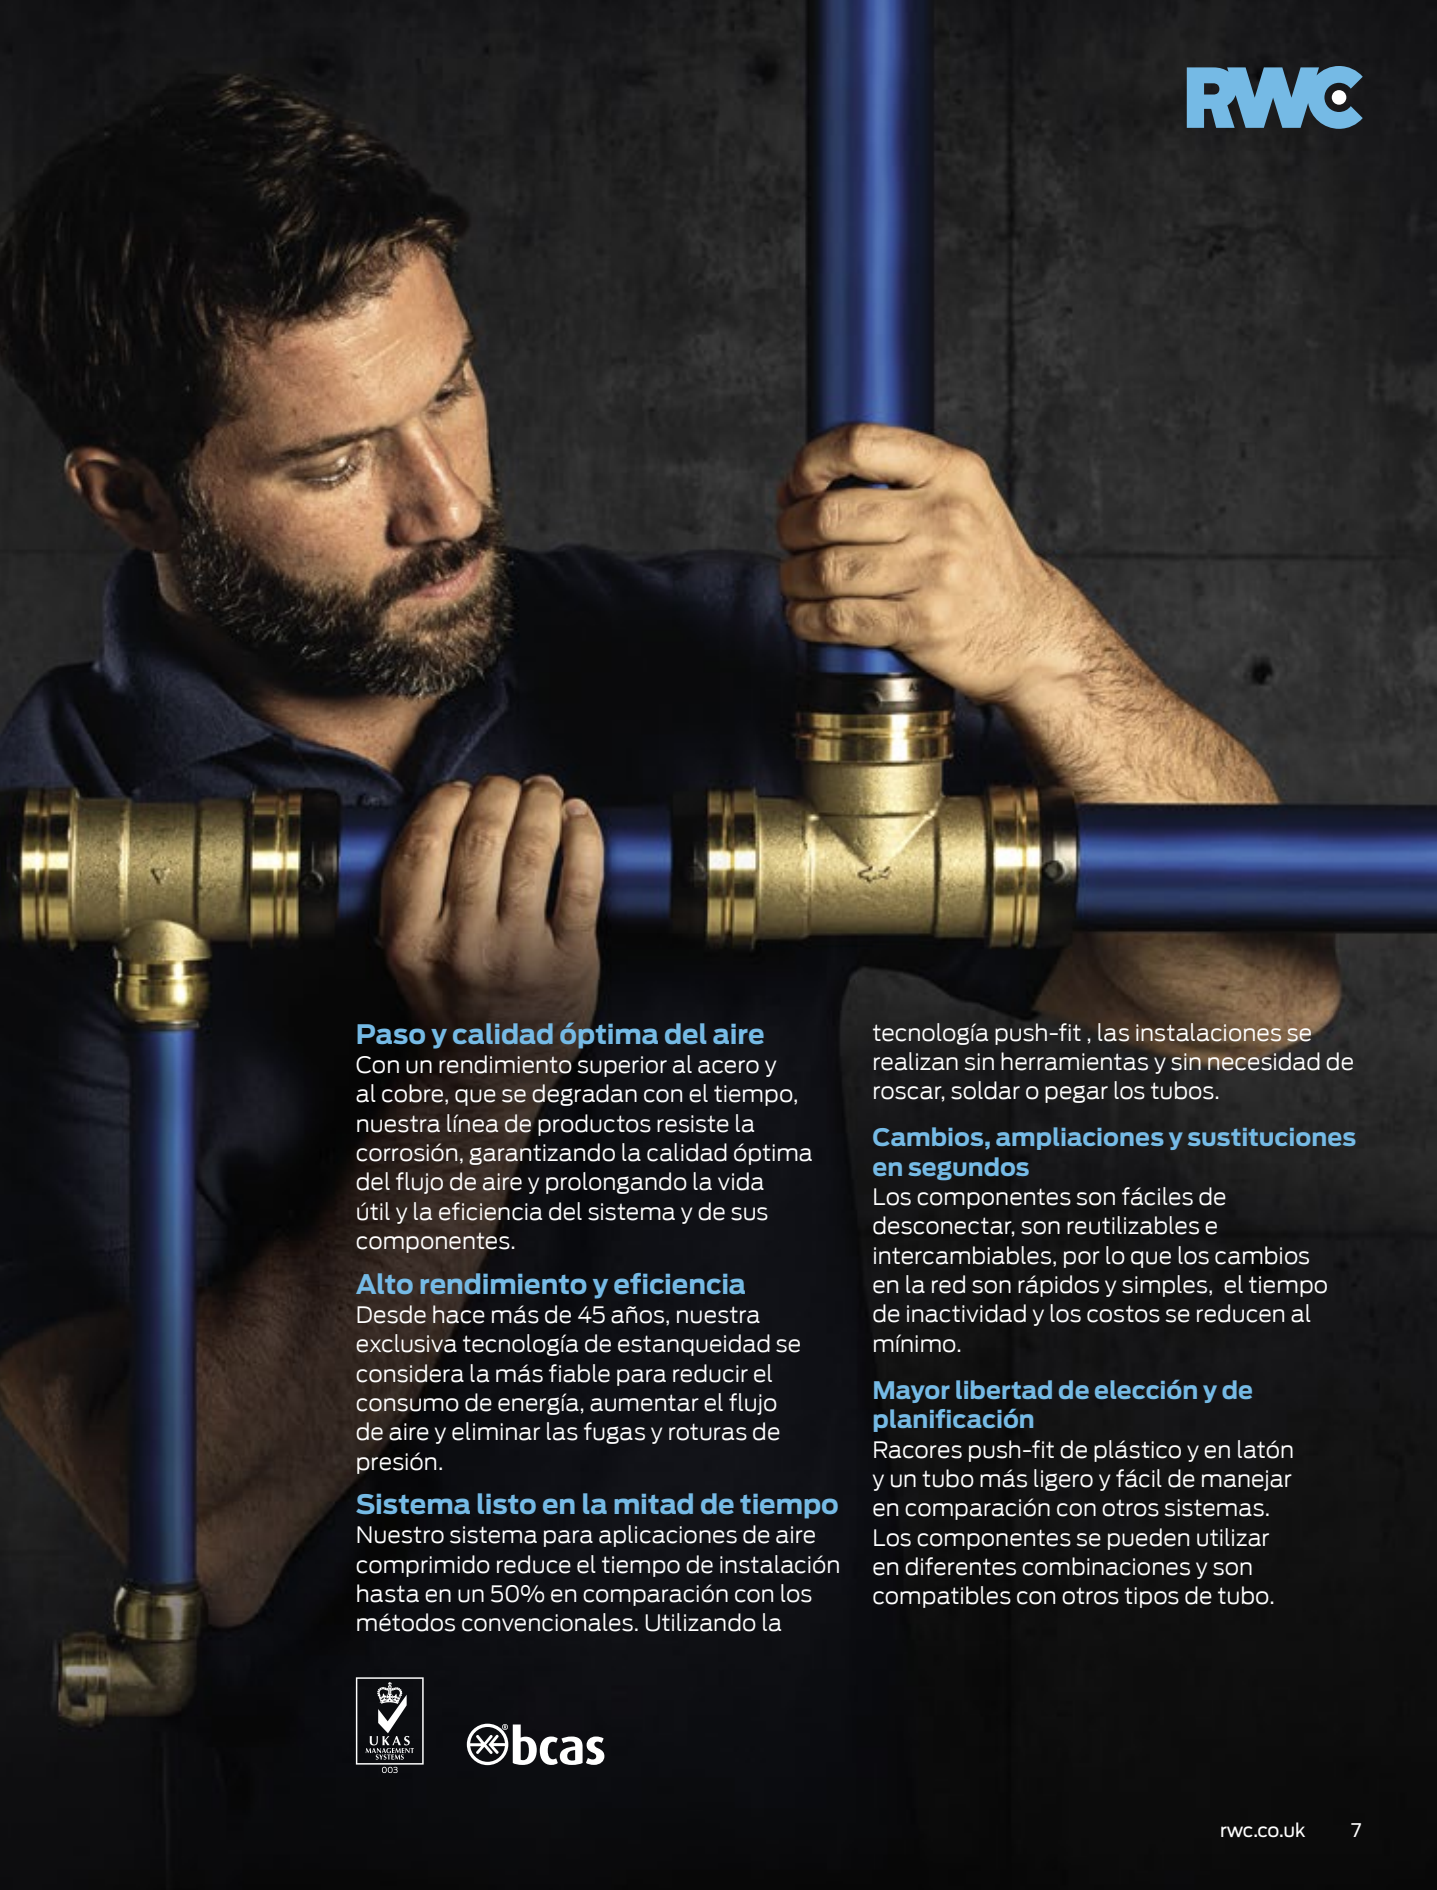 RWC
Paso y calidad óptima del aire
Con un rendimiento superior al acero y
al cobre, que se degradan con el tiempo,
nuestra línea de productos resiste la
corrosión, garantizando la calidad óptima
del flujo de aire y prolongando la vida
útil y la eficiencia del sistema y de sus
componentes.
Alto rendimiento y eficiencia
Desde hace más de 45 años, nuestra
exclusiva tecnología de estanqueidad se
considera la más fiable para reducir el
consumo de energía, aumentar el flujo
de aire y eliminar las fugas y roturas de
presión.
Sistema listo en la mitad de tiempo
Nuestro sistema para aplicaciones de aire
comprimido reduce el tiempo de instalación
hasta en un 50% en comparación con los
métodos convencionales. Utilizando la
tecnología push-fit , las instalaciones se
realizan sin herramientas y sin necesidad de
roscar, soldar o pegar los tubos.
Cambios, ampliaciones y sustituciones
en segundos
Los componentes son fáciles de
desconectar, son reutilizables e
intercambiables, por lo que los cambios
en la red son rápidos y simples,  el tiempo
de inactividad y los costos se reducen al
mínimo.
Mayor libertad de elección y de
planificación
Racores push-fit de plástico y en latón
y un tubo más ligero y fácil de manejar
en comparación con otros sistemas.
Los componentes se pueden utilizar
en diferentes combinaciones y son
compatibles con otros tipos de tubo.
UKAS
MANAGEMENT
SYSTEMS
003
®bcas
rwc.co.uk 7